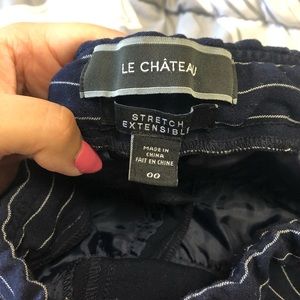 LE CHÂTEAU
STRETCH
EXTENSIBLE
MADE IN
CHINA
FAIT EN CHINE
00